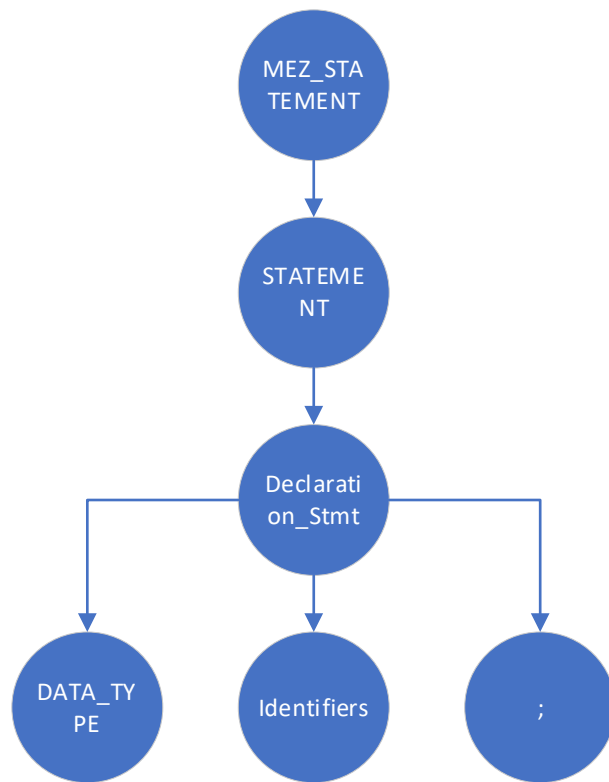 MEZ_STA
TEMENT
STATEME
NT
Declarati
on_Stmt
DATA_TY
PE
Identifiers
;